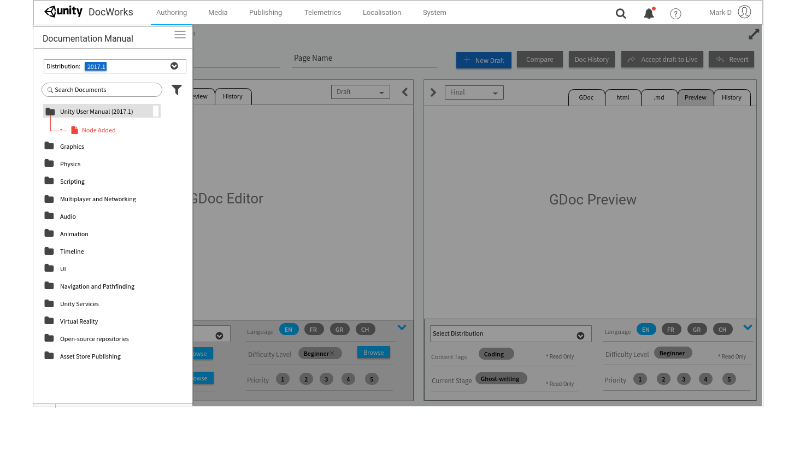 unity DocWorks Authoring Media Publishing Telemetrics Localisation System Mark D
Documentation Manual
Page Name + New Draft Compare Doc History Accept draft to Live Revert
Distribution: 2017.1
Search Documents
History Draft Final GDoc html .md Preview History
Unity User Manual (2017.1)
Node Added
Graphics
Physics
Scripting
Multiplayer and Networking
GDoc Editor GDoc Preview
Audio
Animation
Timeline
UI
Navigation and Pathfinding
Unity Services
Virtual Reality
Open-source repositories
Asset Store Publishing
Language EN FR GR CH
Difficulty Level Beginner × Browse
Priority 1 2 3 4 5
Select Distribution Language EN FR GR CH
Content Tags Coding * Read Only Difficulty Level Beginner * Read Only
Current Stage Ghost-writing * Read Only Priority 1 2 3 4 5